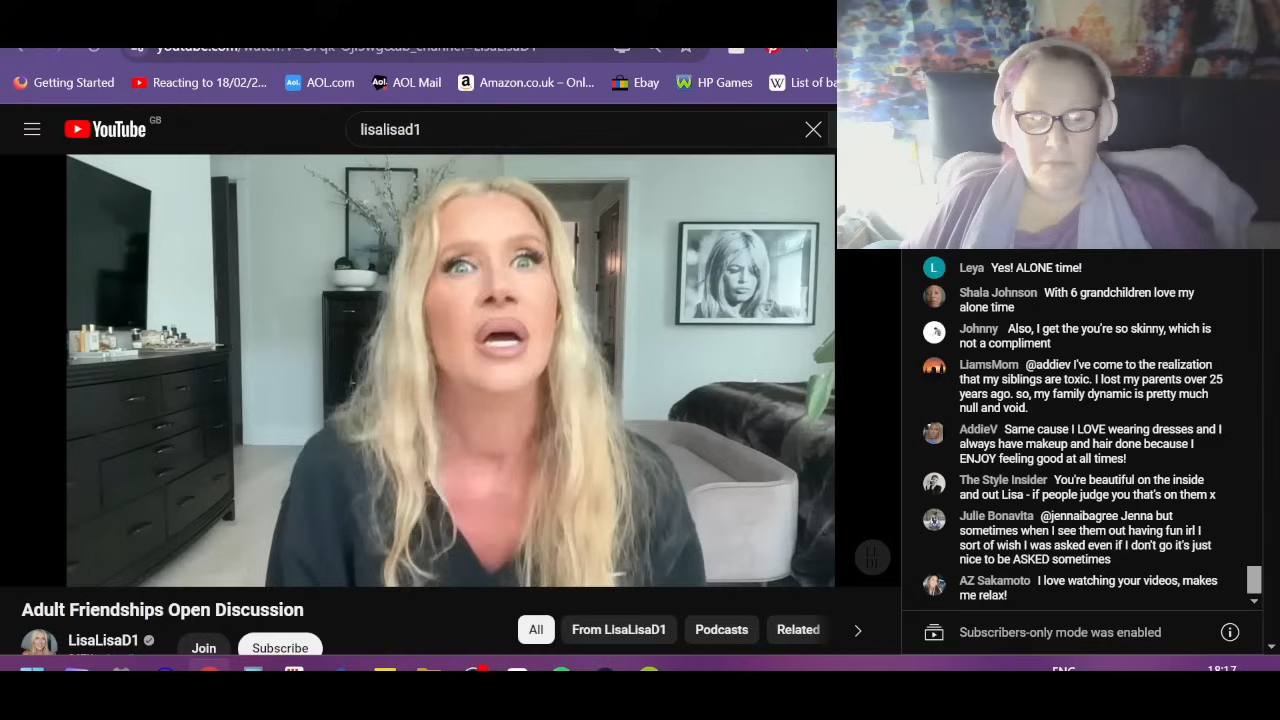 Getting Started
Reacting to 18/02/2...
Aol.
AOL.com
Aol.
AOL Mail
a
Amazon.co.uk – Onl...
Ebay
HP Games
W
List of ba
YouTube
GB
lisalisad1
L
Leya Yes! ALONE time!
Shala Johnson With 6 grandchildren love my
alone time
Johnny Also, I get the you're so skinny, which is
not a compliment
LiamsMom @addiev I've come to the realization
that my siblings are toxic. I lost my parents over 25
years ago. so, my family dynamic is pretty much
null and void.
AddieV Same cause I LOVE wearing dresses and I
always have makeup and hair done because I
ENJOY feeling good at all times!
The Style Insider You're beautiful on the inside
and out Lisa - if people judge you that's on them x
Julie Bonavita @jennaibagree Jenna but
sometimes when I see them out having fun irl I
sort of wish I was asked even if I don't go it's just
nice to be ASKED sometimes
AZ Sakamoto I love watching your videos, makes
me relax!
Subscribers-only mode was enabled
Adult Friendships Open Discussion
LisaLisaD1
Join
Subscribe
All
From LisaLisaD1
Podcasts
Related
ENG
18:17